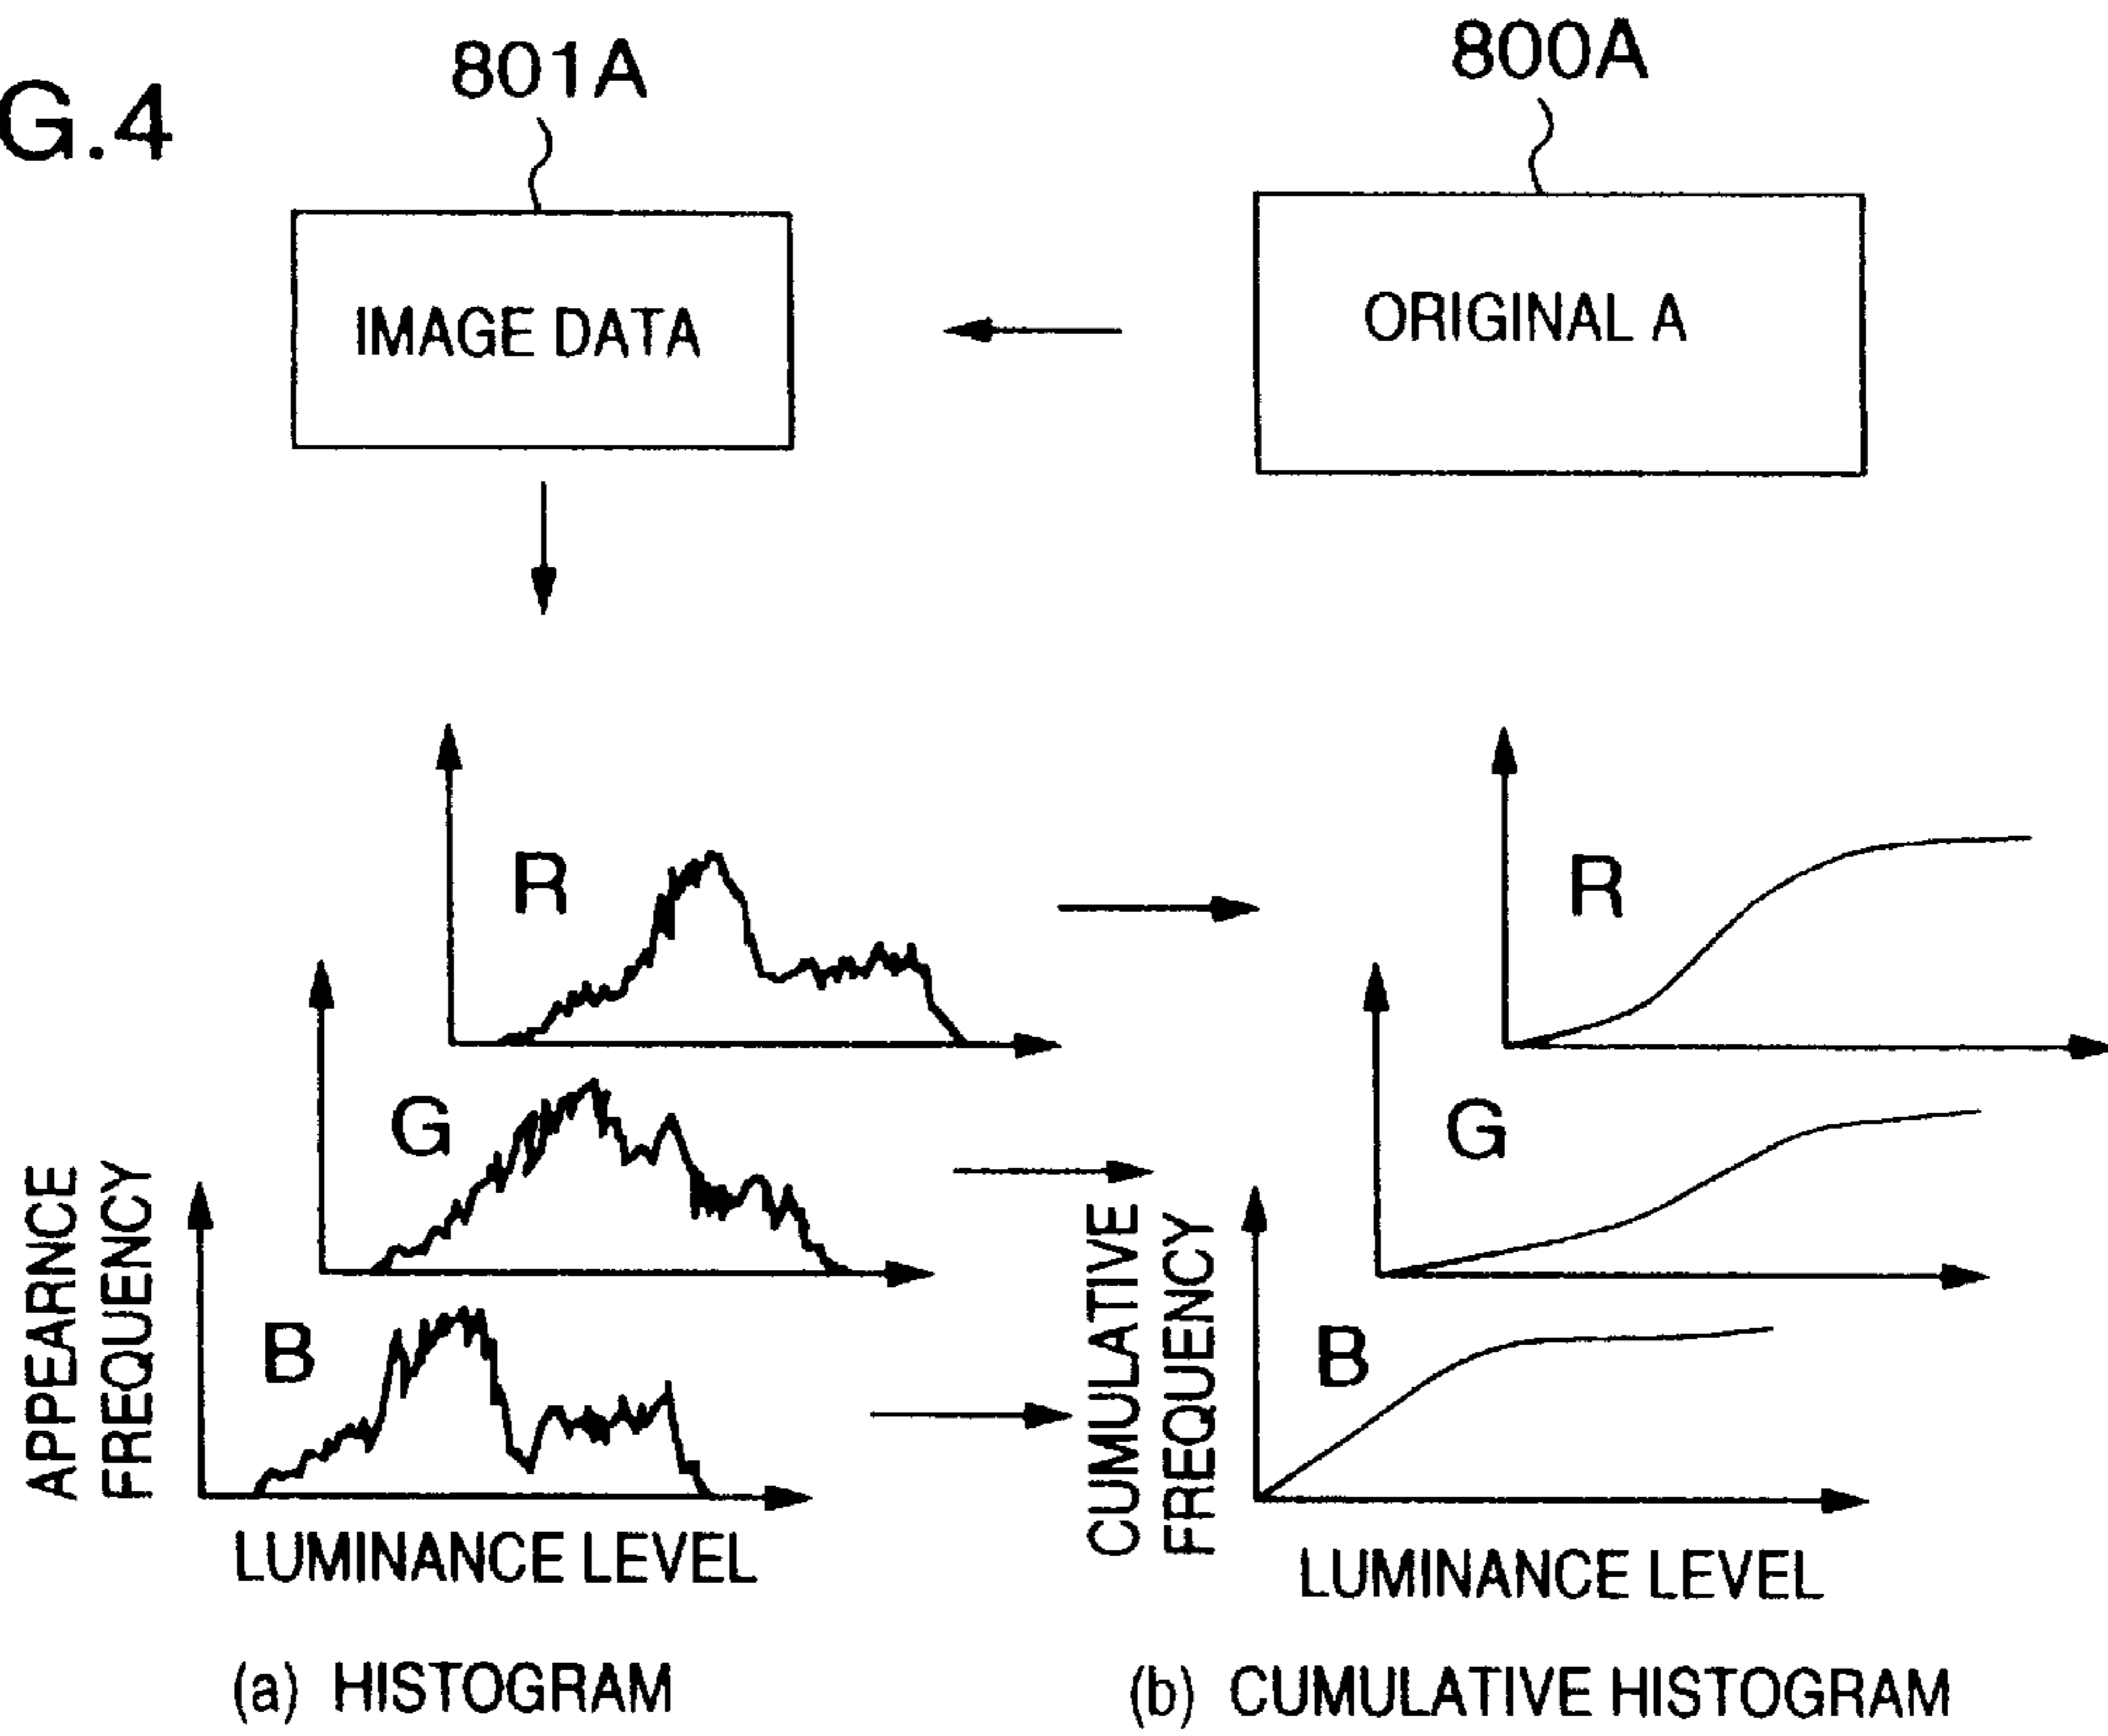 G.4
801A
800A
IMAGE DATA
ORIGINAL A
R
R
G
G
B
B
APPEARNCE
FREQUENCY
CUMULATIVE
FREQUENCY
LUMINANCE LEVEL
LUMINANCE LEVEL
(a) HISTOGRAM
(b) CUMULATIVE HISTOGRAM